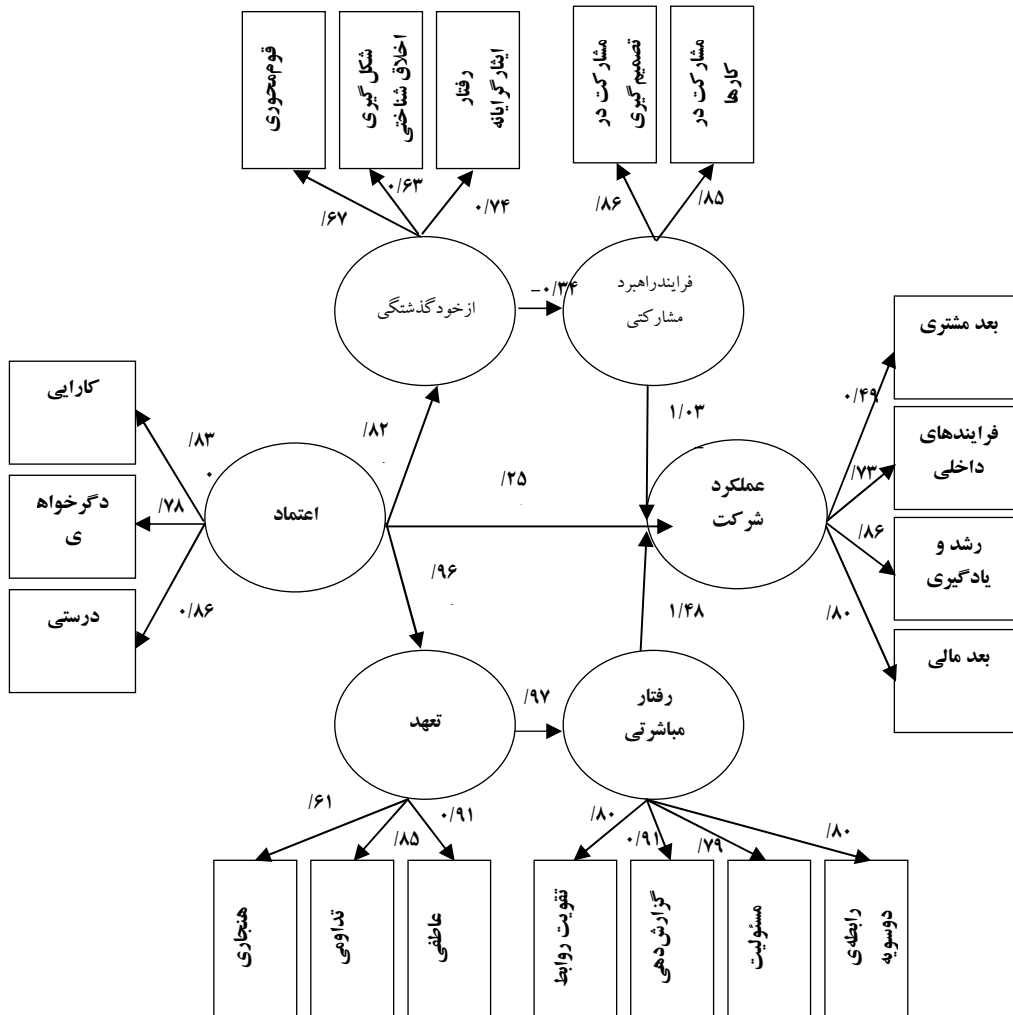 قوم‌محوری
شکل گیری
اخلاق شناختی
رفتار
ایثارگرایانه
مشارکت در
تصمیم گیری
مشارکت در
کارها
/۶۷
۰/۶۳
۰/۷۴
/۸۶
/۸۵
ازخودگذشتگی
–۰/۳۴
فرایندراهبرد
مشارکتی
بعد مشتری
کارایی
/۸۳
۰
/۸۲
۱/۰۳
–
۰/۴۹
فرایندهای
داخلی
دگرخواه
ی
/۷۸
اعتماد
/۲۵
عملکرد
شرکت
/۷۳
رشد و
یادگیری
/۸۶
درستی
۰/۸۶
/۹۶
۱/۴۸
/۸۰
بعد مالی
تعهد
/۹۷
رفتار
مباشرتی
/۶۱
/۸۵
۰/۹۱
/۸۰
۰/۹۱
/۷۹
/۸۰
هنجاری
تداومی
عاطفی
تقویت روابط
گزارش‌دهی
مسئولیت
رابطه‌ی
دوسویه